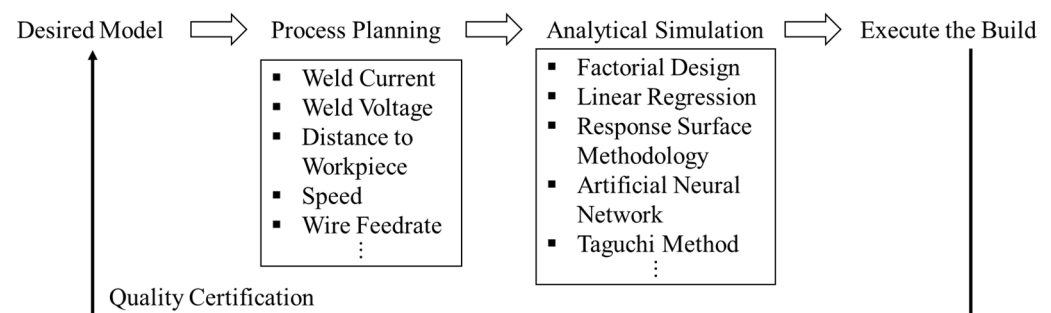 Desired Model
Process Planning
Analytical Simulation
Execute the Build
▪ Weld Current
▪ Weld Voltage
▪ Distance to
Workpiece
▪ Speed
▪ Wire Feedrate
⋮
▪ Factorial Design
▪ Linear Regression
▪ Response Surface
Methodology
▪ Artificial Neural
Network
▪ Taguchi Method
⋮
Quality Certification